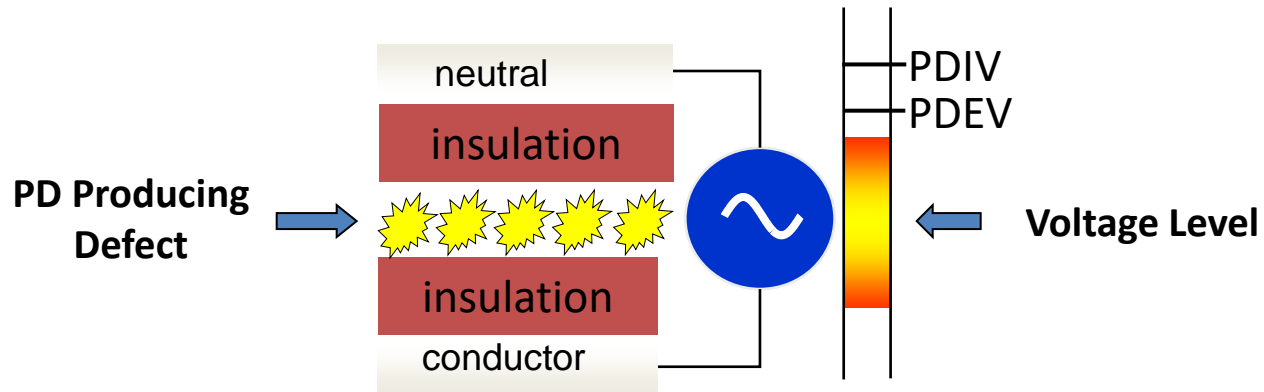 neutral
insulation
PD Producing
Defect
insulation
conductor
PDIV
PDEV
Voltage Level